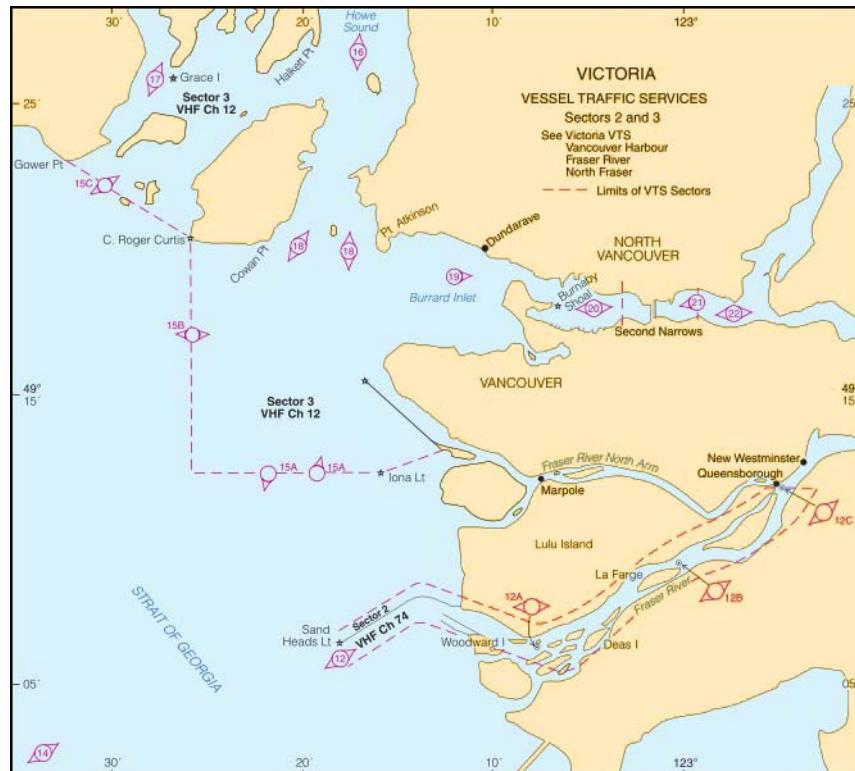 30'
20'
Howe
Sound
10'
123°
16
17
Grace I
Halkett Pt
Sector 3
VHF Ch 12
VICTORIA
VESSEL TRAFFIC SERVICES
Sectors 2 and 3
See Victoria VTS
Vancouver Harbour
Fraser River
North Fraser
Limits of VTS Sectors
25'
25'
Gower Pt
15C
C. Roger Curtis
Cowan Pt
18
18
Pt Atkinson
Dundarave
NORTH
VANCOUVER
19
Burrard Inlet
Burnaby
Shoal
20
21
22
Second Narrows
15B
VANCOUVER
49°
15'
49°
15'
Sector 3
VHF Ch 12
15A
15A
Iona Lt
Fraser River North Arm
Marpole
New Westminster
Queensborough
12C
Lulu Island
La Farge
12B
Fraser River
12A
STRAIT OF GEORGIA
Sand
Heads Lt
Sector 2
VHF Ch 74
12
Woodward I
Deas I
05'
05'
14
30'
20'
10'
123°